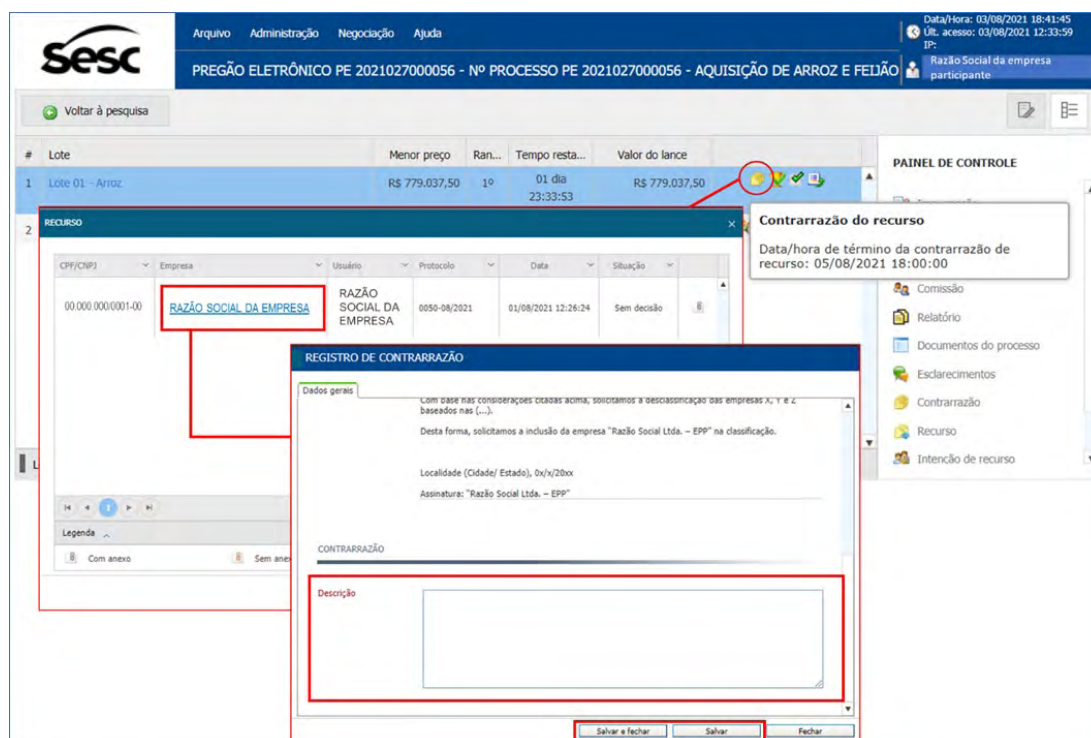 Sesc
Arquivo Administração Negociação Ajuda
Data/Hora: 03/08/2021 18:41:45
Últ. acesso: 03/08/2021 12:33:59
IP:
PREGÃO ELETRÔNICO PE 2021027000056 - Nº PROCESSO PE 2021027000056 - AQUISIÇÃO DE ARROZ E FEIJÃO
Razão Social da empresa
participante
Voltar à pesquisa
# Lote Menor preço Ran... Tempo resta... Valor do lance
1 Lote 01 - Arroz R$ 779.037,50 1º 01 dia 23:33:53 R$ 779.037,50
2
PAINEL DE CONTROLE
Contrarrazão do recurso
Data/hora de término da contrarrazão de
recurso: 05/08/2021 18:00:00
Comissão
Relatório
Documentos do processo
Esclarecimentos
Contrarrazão
Recurso
Intenção de recurso
RECURSO ×
CPF/CNPJ Empresa Usuário Protocolo Data Situação
00.000.000/0001-00 RAZÃO SOCIAL DA EMPRESA RAZÃO SOCIAL DA EMPRESA 0050-08/2021 01/08/2021 12:26:24 Sem decisão
1
Legenda
Com anexo Sem anex
REGISTRO DE CONTRARRAZÃO
Dados gerais
Com base nas considerações citadas acima, solicitamos a desclassificação das empresas X, Y e Z
baseados nas (...).
Desta forma, solicitamos a inclusão da empresa "Razão Social Ltda. – EPP" na classificação.
Localidade (Cidade/ Estado), 0x/x/20xx
Assinatura: "Razão Social Ltda. – EPP"
CONTRARRAZÃO
Descrição
Salvar e fechar Salvar Fechar